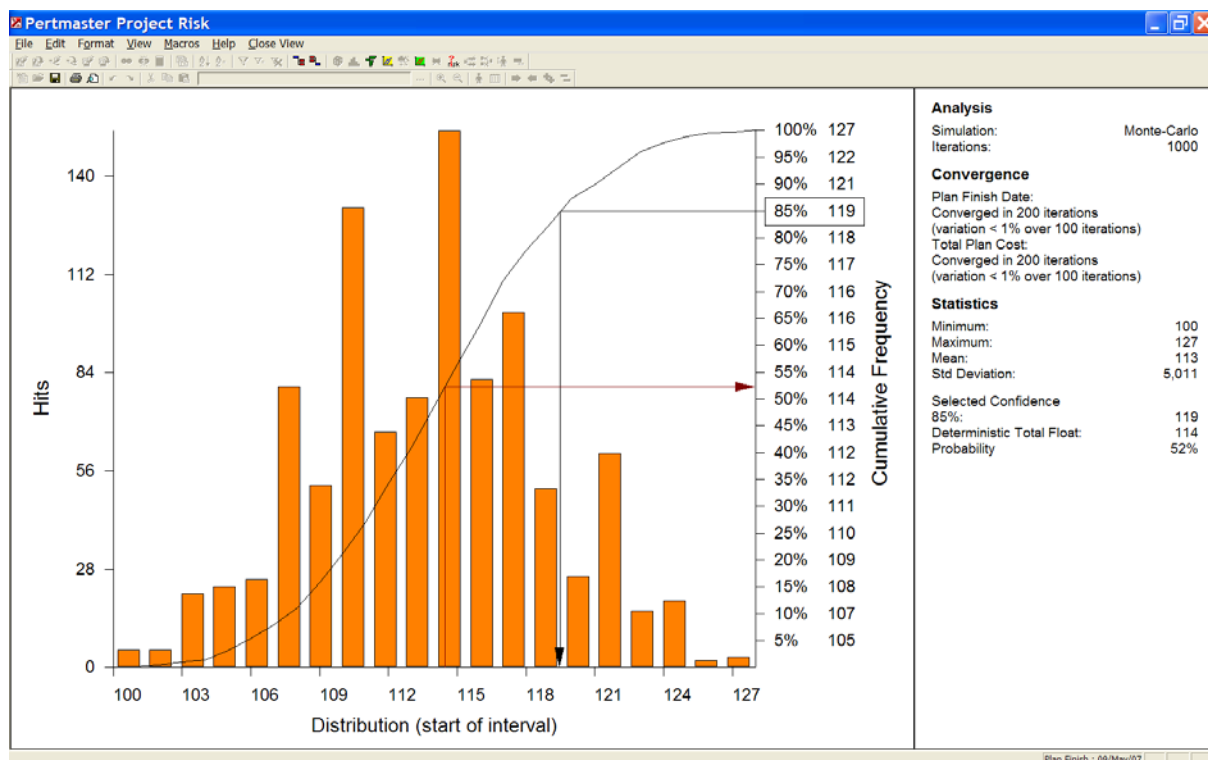 Pertmaster Project Risk
File Edit Format View Macros Help Close View
risk
Hits
140
112
84
56
28
0
100 103 106 109 112 115 118 121 124 127
Distribution (start of interval)
100% 127
95% 122
90% 121
85% 119
80% 118
75% 117
70% 116
65% 116
60% 115
55% 114
50% 114
45% 113
40% 112
35% 112
30% 111
25% 110
20% 109
15% 108
10% 107
5% 105
Cumulative Frequency
Analysis
Simulation: Monte-Carlo
Iterations: 1000
Convergence
Plan Finish Date:
Converged in 200 iterations
(variation < 1% over 100 iterations)
Total Plan Cost:
Converged in 200 iterations
(variation < 1% over 100 iterations)
Statistics
Minimum: 100
Maximum: 127
Mean: 113
Std Deviation: 5,011
Selected Confidence
85%: 119
Deterministic Total Float: 114
Probability 52%
Plan Finish : 09/May/07